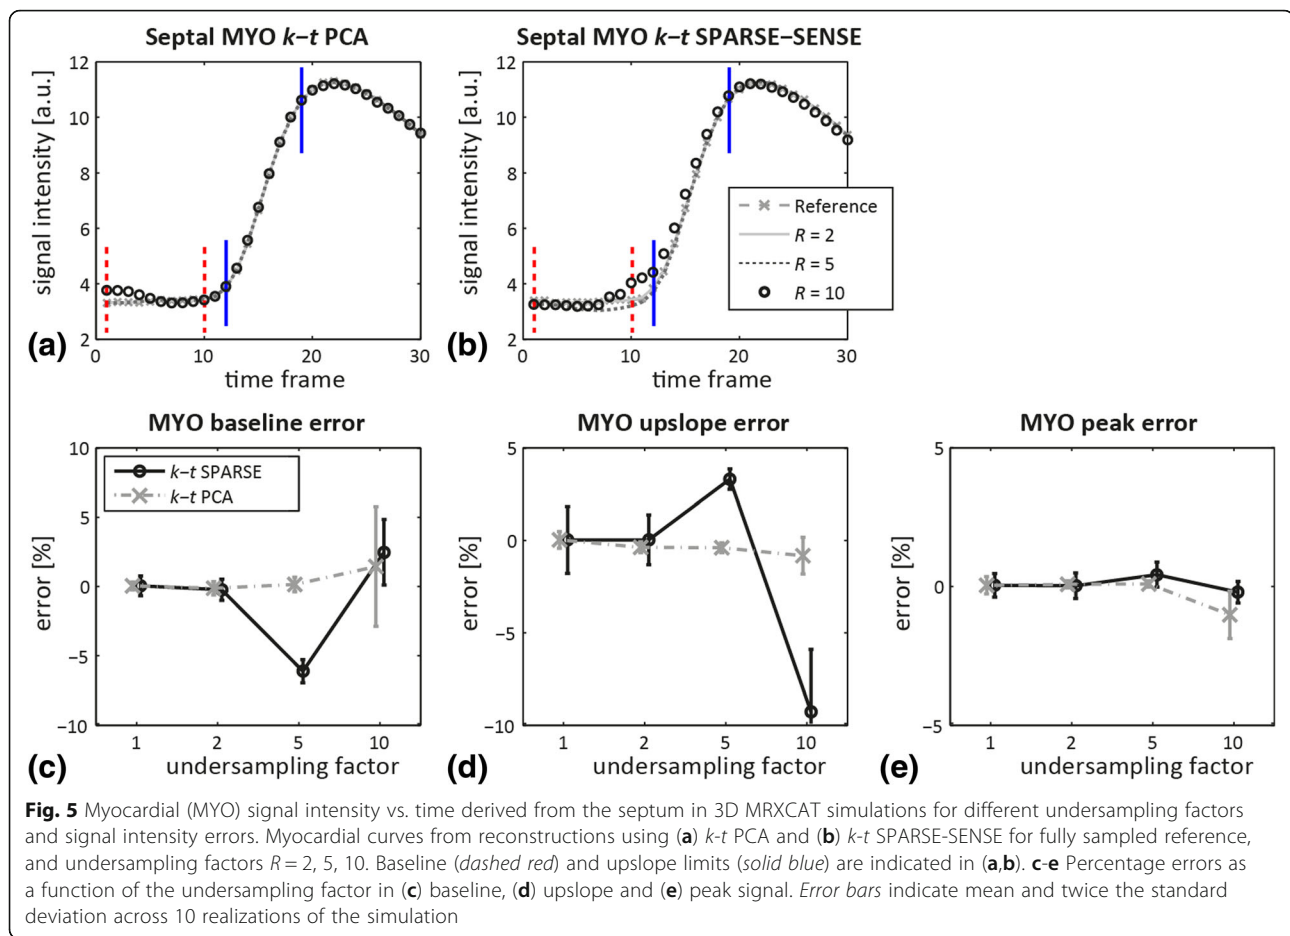 Septal MYO k–t PCA
signal intensity [a.u.]
12
10
8
6
4
2
0
10
20
30
time frame
(a)
Septal MYO k–t SPARSE–SENSE
signal intensity [a.u.]
12
10
8
6
4
2
0
10
20
30
time frame
Reference
R = 2
R = 5
R = 10
(b)
MYO baseline error
error [%]
10
5
0
−5
−10
k–t SPARSE
k–t PCA
1
2
5
10
undersampling factor
(c)
MYO upslope error
error [%]
5
0
−5
−10
1
2
5
10
undersampling factor
(d)
MYO peak error
error [%]
5
0
−5
1
2
5
10
undersampling factor
(e)
Fig. 5 Myocardial (MYO) signal intensity vs. time derived from the septum in 3D MRXCAT simulations for different undersampling factors
and signal intensity errors. Myocardial curves from reconstructions using (a) k-t PCA and (b) k-t SPARSE-SENSE for fully sampled reference,
and undersampling factors R = 2, 5, 10. Baseline (dashed red) and upslope limits (solid blue) are indicated in (a,b). c-e Percentage errors as
a function of the undersampling factor in (c) baseline, (d) upslope and (e) peak signal. Error bars indicate mean and twice the standard
deviation across 10 realizations of the simulation